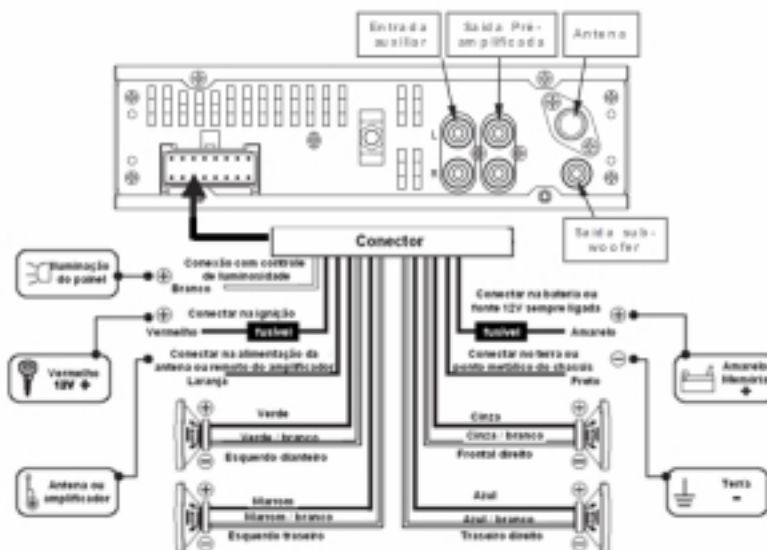 Entrada
auxiliar
Saída Pré-
amplificada
Antena
L
R
Saída sub-
woofer
Conector
Iluminação
do painel
Conexão com controle
de luminosidade
Branco
Conectar na ignição
Vermelho
fusível
Conectar na bateria ou
fonte 12V sempre ligada
fusível
Amarelo
Vermelho
12V +
Conectar na alimentação da
antena ou remoto do amplificador
Laranja
Conectar no terra ou
ponto metálico do chassis
Preto
Amarelo
Memória
+
Verde
Verde / branco
Esquerdo dianteiro
Cinza
Cinza / branco
Frontal direito
Antena ou
amplificador
Terra
-
Marrom
Marrom / branco
Esquerdo traseiro
Azul
Azul / branco
Traseiro direito